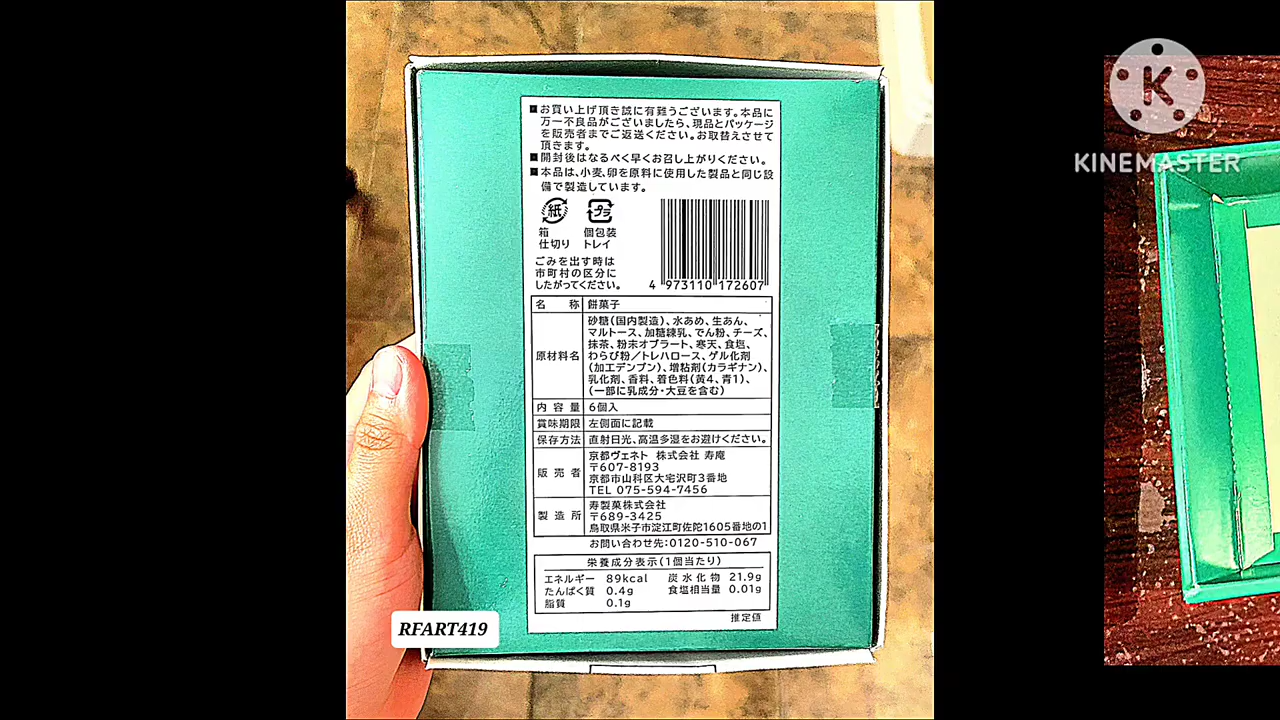 ■お買い上げ頂き誠に有難うございます。本品に
万一不良品がございましたら、現品とパッケージ
を販売者までご返送ください。お取替えさせて
頂きます。
■開封後はなるべく早くお召し上がりください。
■本品は、小麦、卵を原料に使用した製品と同じ設
備で製造しています。
紙 プラ
箱 個包装
仕切り トレイ
ごみを出す時は
市町村の区分に
したがってください。
4 973110 172607
名称 餅菓子
原材料名 砂糖(国内製造)、水あめ、生あん、
マルトース、加糖練乳、でん粉、チーズ、
抹茶、粉末オブラート、寒天、食塩、
わらび粉/トレハロース、ゲル化剤
(加工デンプン)、増粘剤(カラギナン)、
乳化剤、香料、着色料(黄4、青1)、
(一部に乳成分・大豆を含む)
内容量 6個入
賞味期限 左側面に記載
保存方法 直射日光、高温多湿をお避けください。
販売者 京都ヴェネト 株式会社 寿庵
〒607-8193
京都市山科区大宅沢町3番地
TEL 075-594-7456
製造所 寿製菓株式会社
〒689-3425
鳥取県米子市淀江町佐陀1605番地の1
お問い合わせ先:0120-510-067
栄養成分表示(1個当たり)
エネルギー 89kcal 炭水化物 21.9g
たんぱく質 0.4g 食塩相当量 0.01g
脂質 0.1g
推定値
RFART419
K
KINEMASTER